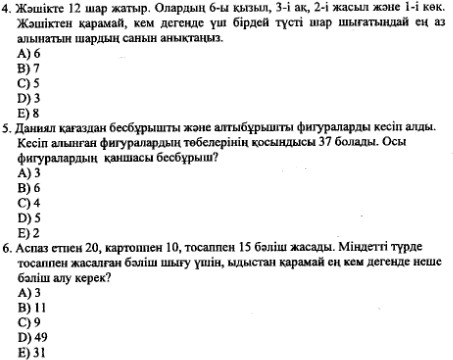 4. Жәшікте 12 шар жатыр. Олардың 6-ы қызыл, 3-і ақ, 2-і жасыл және 1-і көк.
Жәшіктен қарамай, кем дегенде үш бірдей түсті шар шығатындай ең аз
алынатын шардың санын анықтаңыз.
A) 6
B) 7
C) 5
D) 3
E) 8
5. Даниял қағаздан бесбұрышты және алтыбұрышты фигураларды кесіп алды.
Кесіп алынған фигуралардың төбелерінің қосындысы 37 болады. Осы
фигуралардың қаншасы бесбұрыш?
A) 3
B) 6
C) 4
D) 5
E) 2
6. Аспаз етпен 20, картоппен 10, тосаппен 15 бәліш жасады. Міндетті түрде
тосаппен жасалған бәліш шығу үшін, ыдыстан қарамай ең кем дегенде неше
бәліш алу керек?
A) 3
B) 11
C) 9
D) 49
E) 31